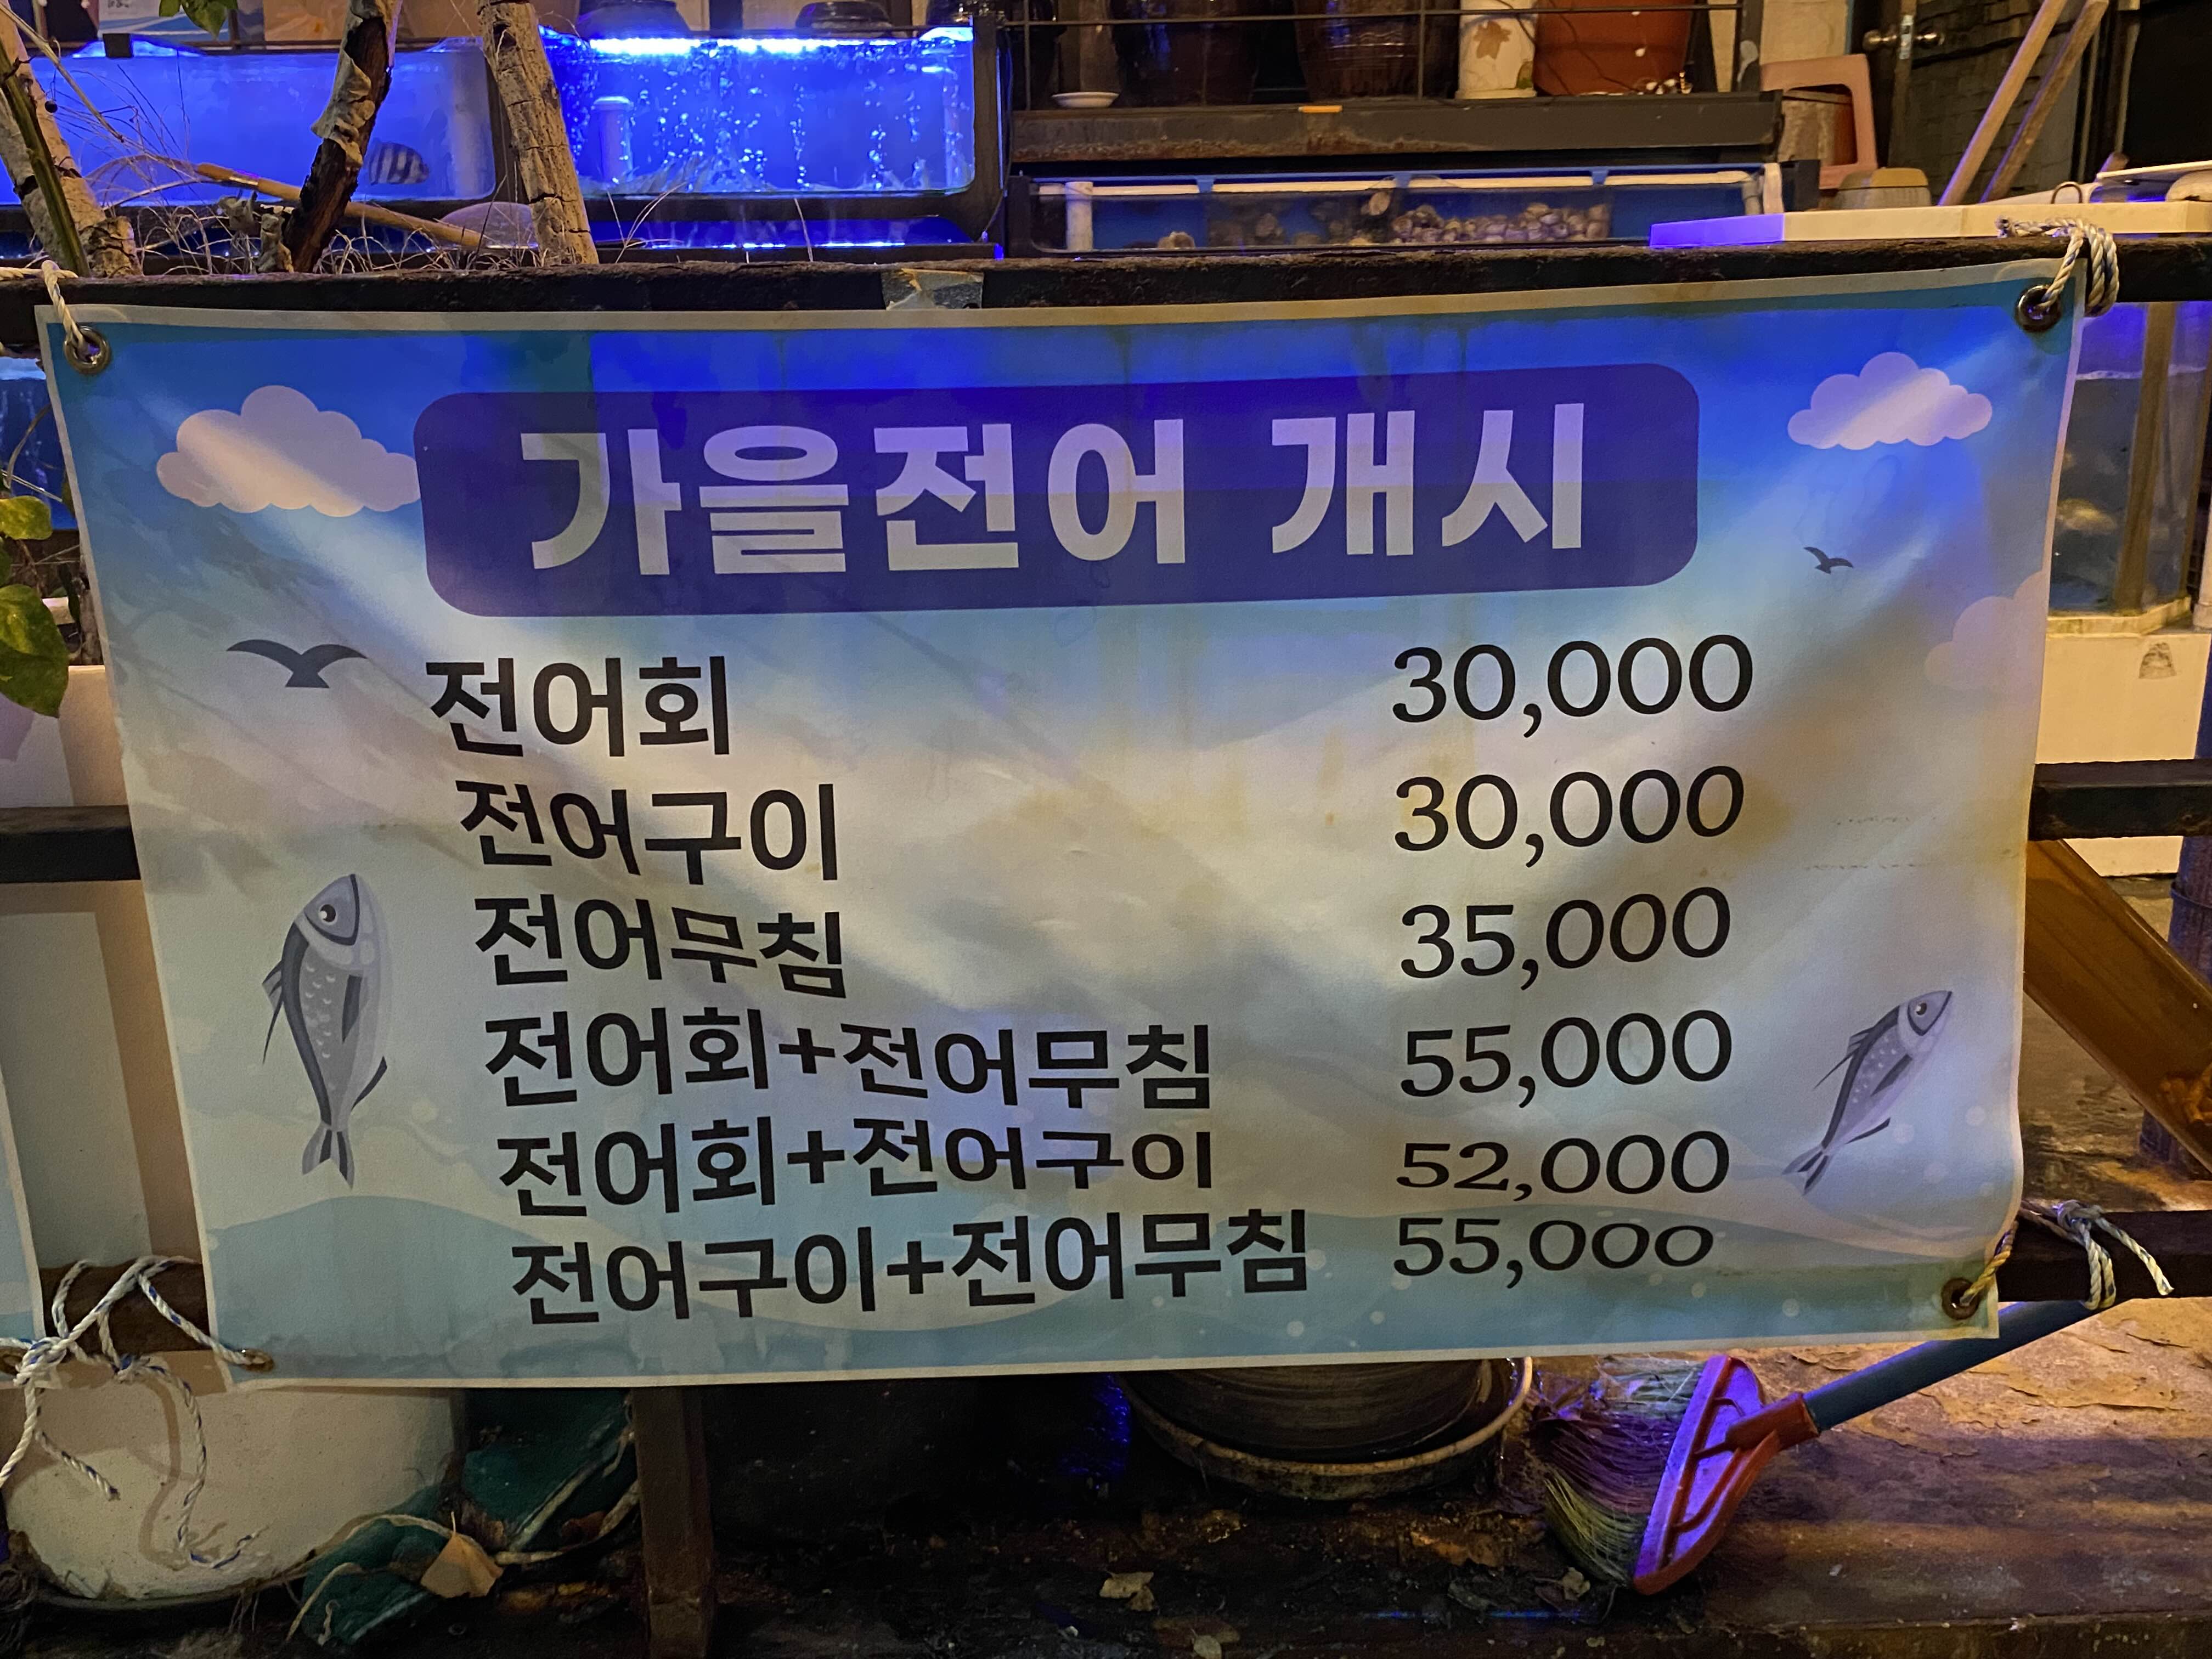 가을전어 개시
전어회 30,000
전어구이 30,000
전어무침 35,000
전어회+전어무침 55,000
전어회+전어구이 52,000
전어구이+전어무침 55,000